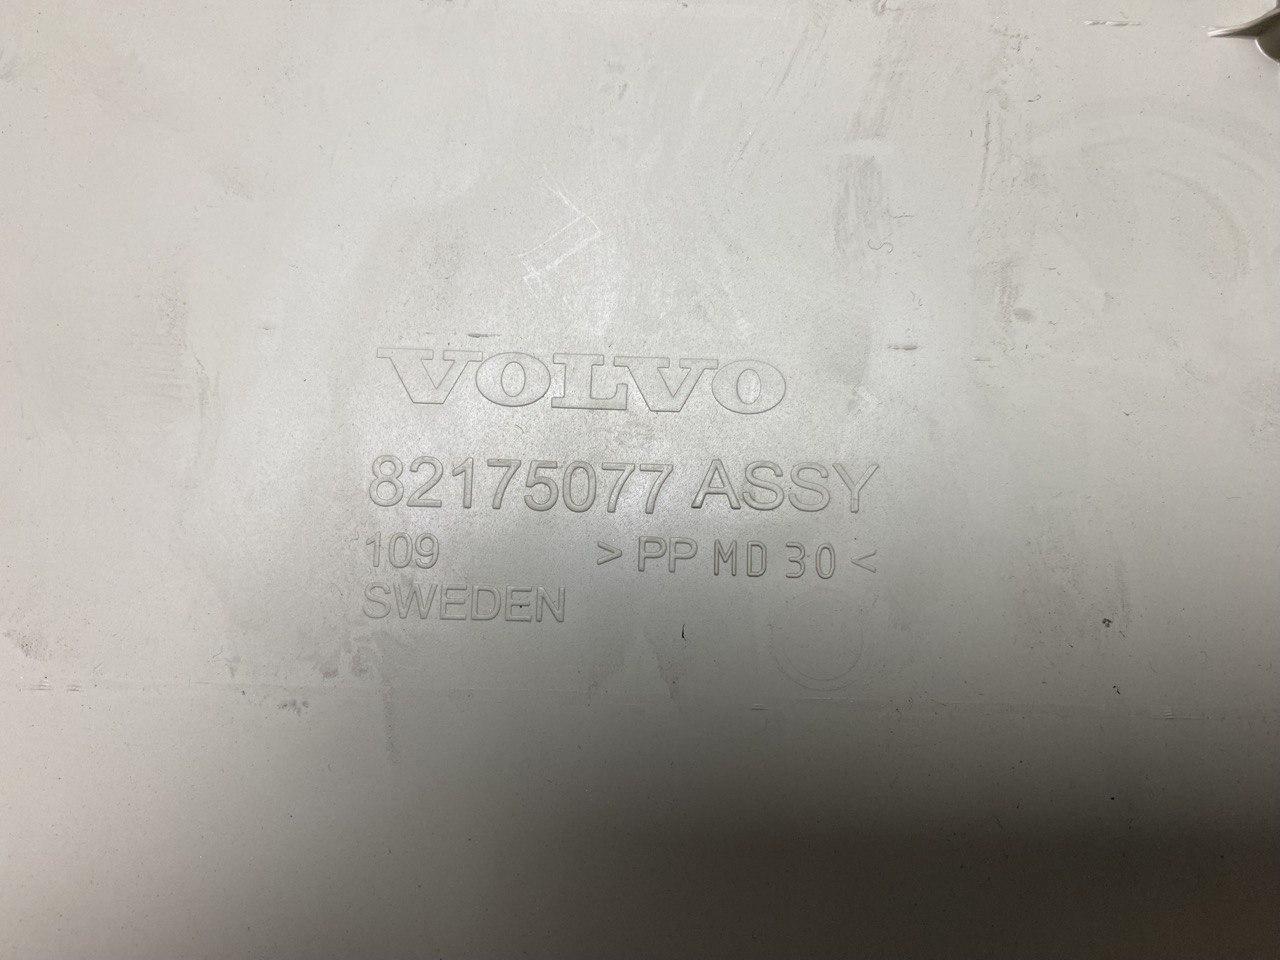 VOLVO
82175077 ASSY
109 >PP MD 30<
SWEDEN